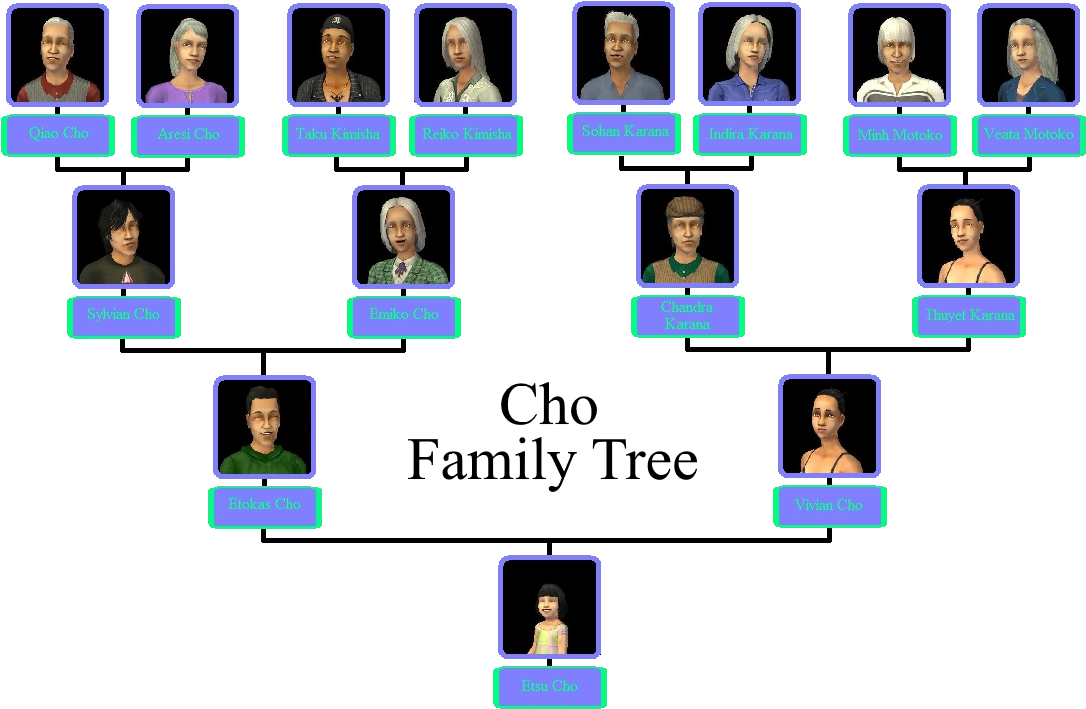 Qiao Cho
Aresi Cho
Taku Kimisha
Reiko Kimisha
Sohan Karana
Indira Karana
Minh Motoko
Veata Motoko
Sylvian Cho
Emiko Cho
Chandra
Karana
Thuyet Karana
Cho
Family Tree
Etokas Cho
Vivian Cho
Etsu Cho